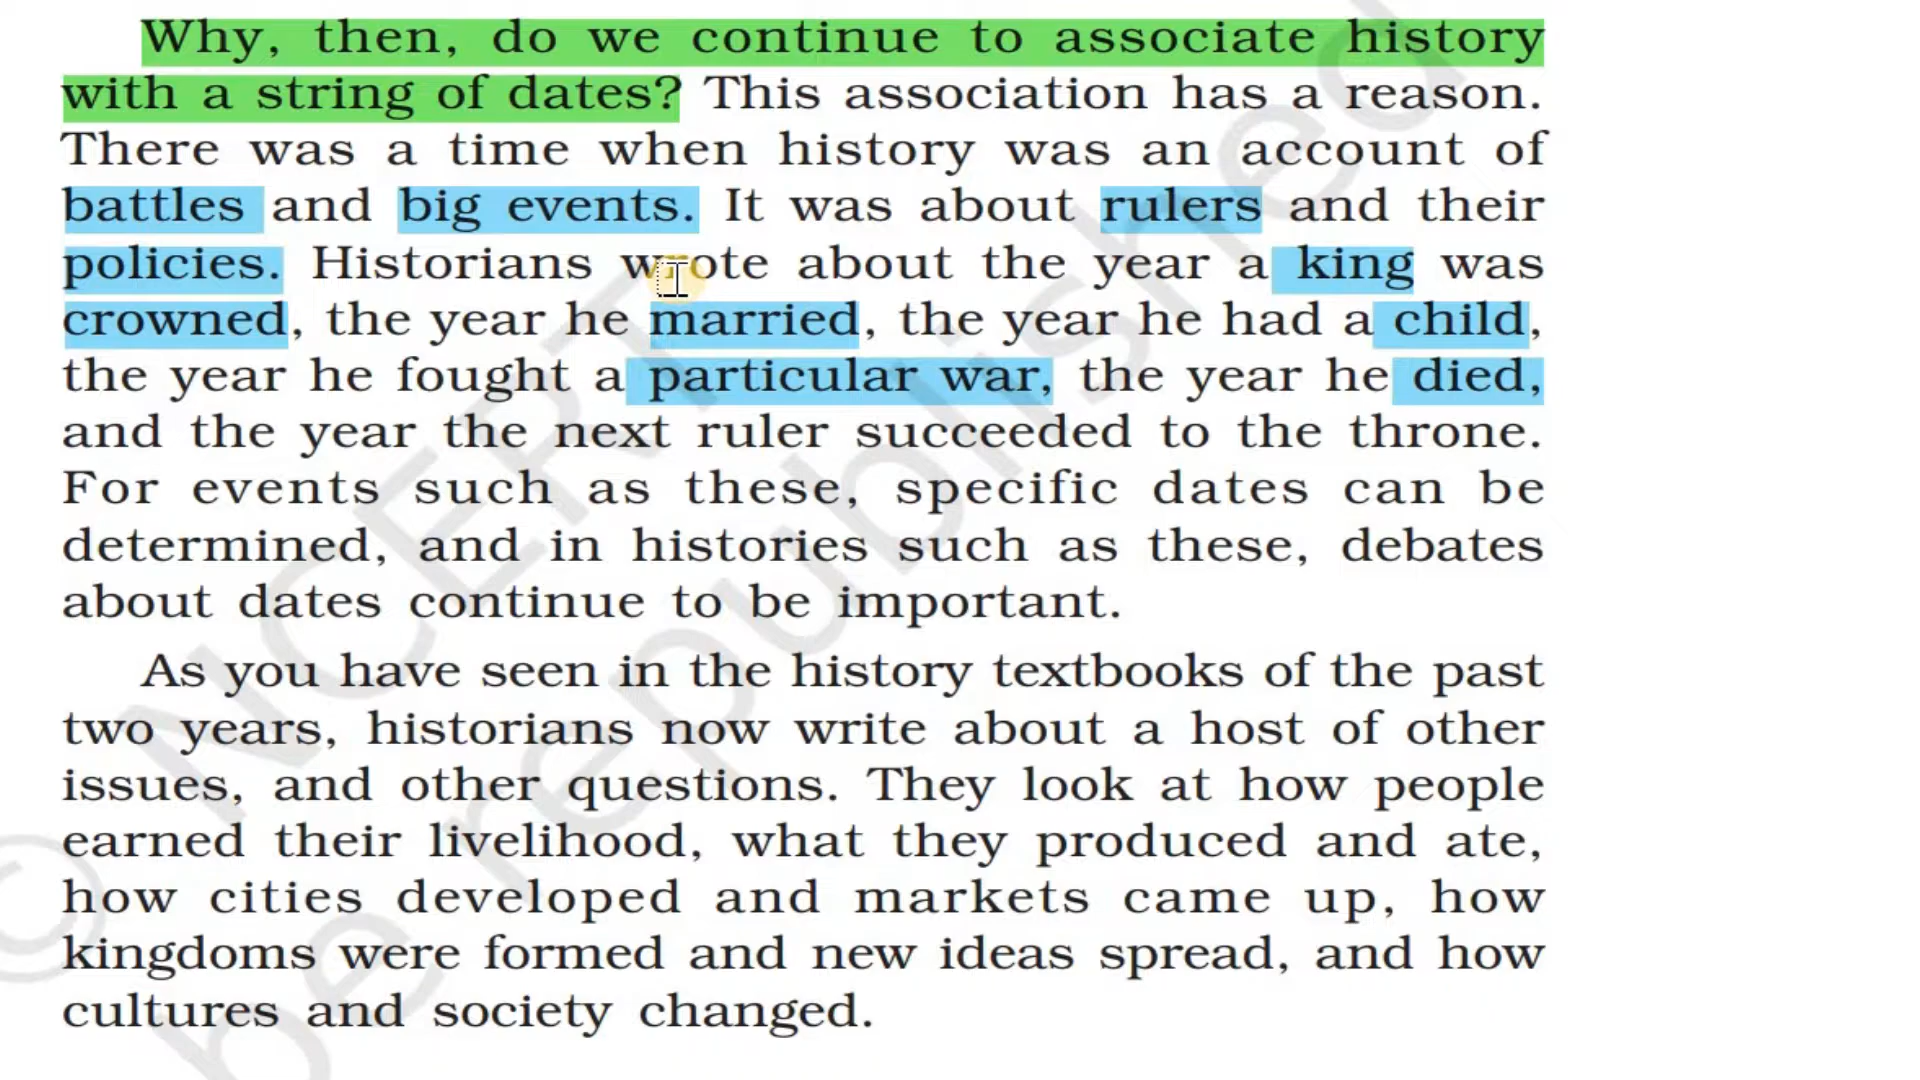 Why, then, do we continue to associate history
with a string of dates? This association has a reason.
There was a time when history was an account of
battles and big events. It was about rulers and their
policies. Historians wrote about the year a king was
crowned, the year he married, the year he had a child,
the year he fought a particular war, the year he died,
and the year the next ruler succeeded to the throne.
For events such as these, specific dates can be
determined, and in histories such as these, debates
about dates continue to be important.
As you have seen in the history textbooks of the past
two years, historians now write about a host of other
issues, and other questions. They look at how people
earned their livelihood, what they produced and ate,
how cities developed and markets came up, how
kingdoms were formed and new ideas spread, and how
cultures and society changed.
© NCERT
be republished